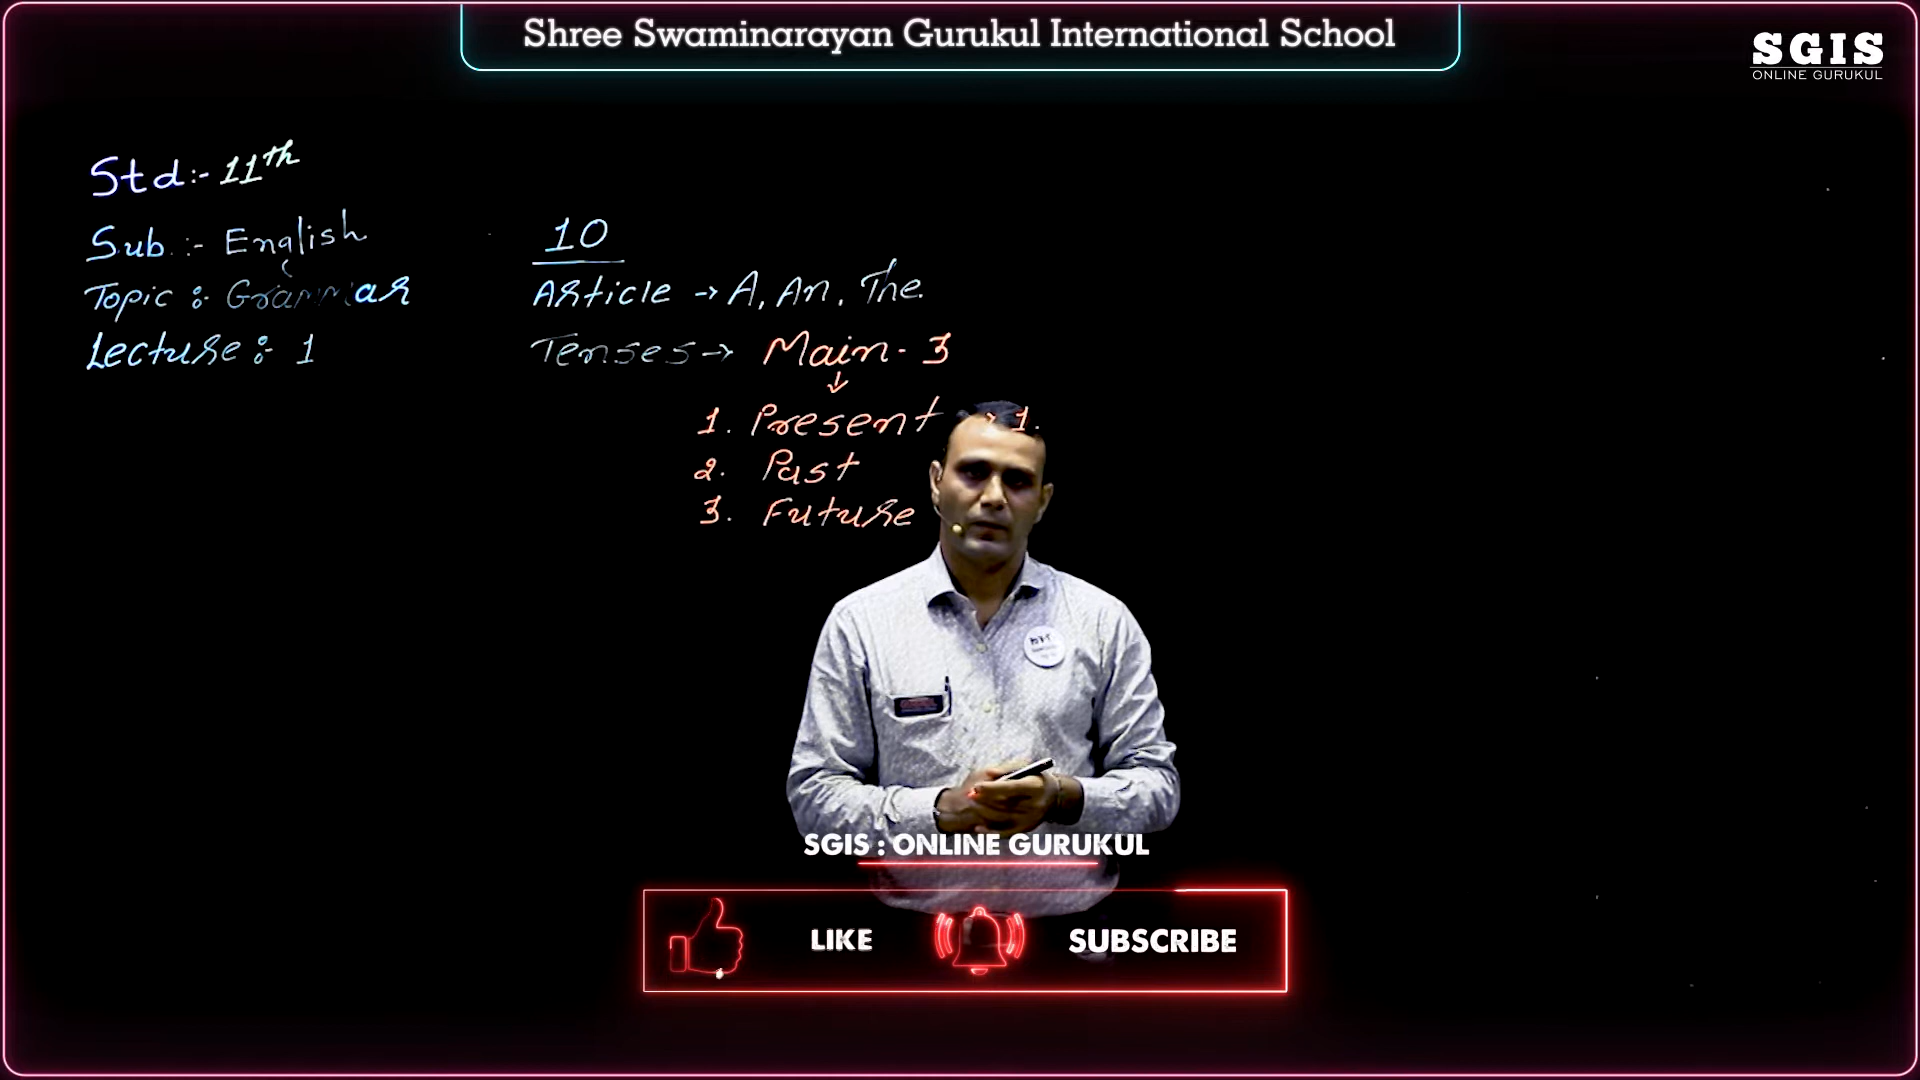 Shree Swaminarayan Gurukul International School
SGIS
ONLINE GURUKUL
Std:- 11th
Sub :- English
Topic :- Grammar
Lecture :- 1
10
Article → A, An, The.
Tenses → Main - 3
↓
1. Present → 1.
2. Past
3. Future
SGIS : ONLINE GURUKUL
LIKE SUBSCRIBE